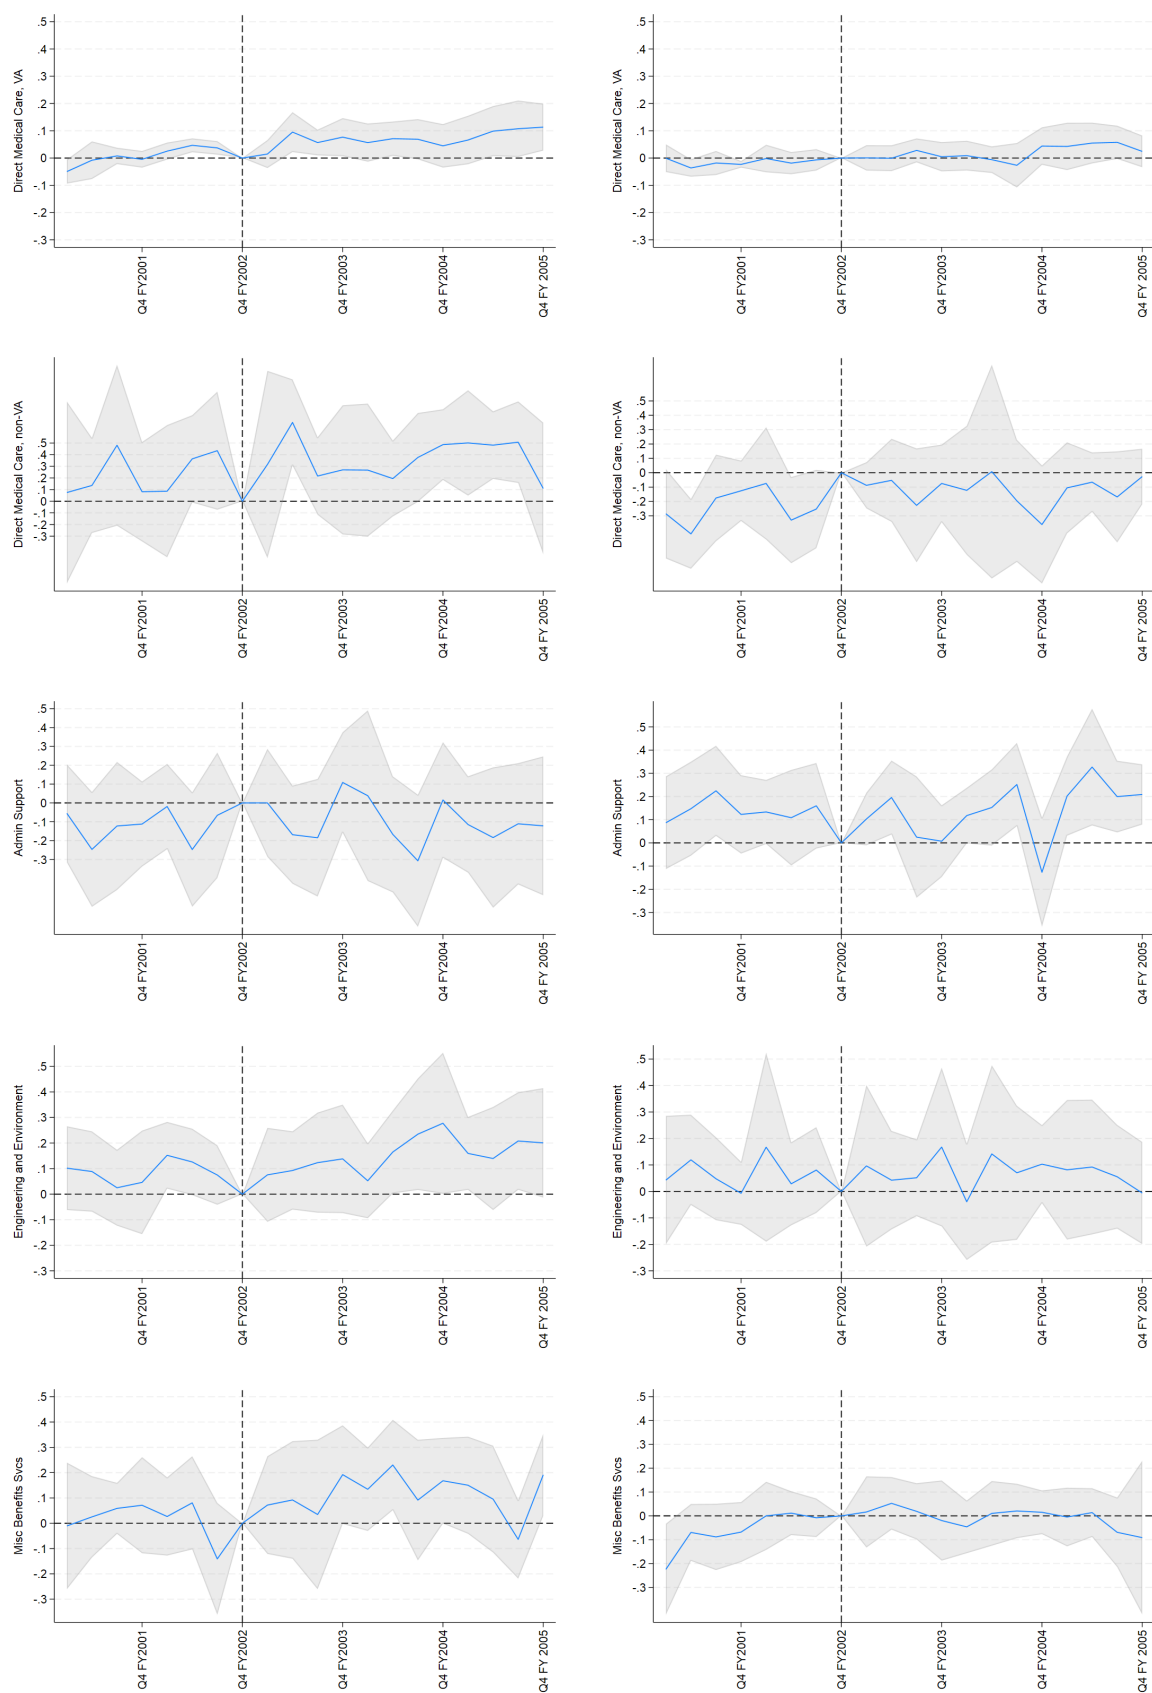 Direct Medical Care, VA
.5
.4
.3
.2
.1
0
-.1
-.2
-.3
Q4 FY2001
Q4 FY2002
Q4 FY2003
Q4 FY2004
Q4 FY 2005
Direct Medical Care, VA
.5
.4
.3
.2
.1
0
-.1
-.2
-.3
Q4 FY2001
Q4 FY2002
Q4 FY2003
Q4 FY2004
Q4 FY 2005
Direct Medical Care, non-VA
.5
.4
.3
.2
.1
0
-.1
-.2
-.3
Q4 FY2001
Q4 FY2002
Q4 FY2003
Q4 FY2004
Q4 FY 2005
Direct Medical Care, non-VA
.5
.4
.3
.2
.1
0
-.1
-.2
-.3
Q4 FY2001
Q4 FY2002
Q4 FY2003
Q4 FY2004
Q4 FY 2005
Admin Support
.5
.4
.3
.2
.1
0
-.1
-.2
-.3
Q4 FY2001
Q4 FY2002
Q4 FY2003
Q4 FY2004
Q4 FY 2005
Admin Support
.5
.4
.3
.2
.1
0
-.1
-.2
-.3
Q4 FY2001
Q4 FY2002
Q4 FY2003
Q4 FY2004
Q4 FY 2005
Engineering and Environment
.5
.4
.3
.2
.1
0
-.1
-.2
-.3
Q4 FY2001
Q4 FY2002
Q4 FY2003
Q4 FY2004
Q4 FY 2005
Engineering and Environment
.5
.4
.3
.2
.1
0
-.1
-.2
-.3
Q4 FY2001
Q4 FY2002
Q4 FY2003
Q4 FY2004
Q4 FY 2005
Misc Benefits Svcs
.5
.4
.3
.2
.1
0
-.1
-.2
-.3
Q4 FY2001
Q4 FY2002
Q4 FY2003
Q4 FY2004
Q4 FY 2005
Misc Benefits Svcs
.5
.4
.3
.2
.1
0
-.1
-.2
-.3
Q4 FY2001
Q4 FY2002
Q4 FY2003
Q4 FY2004
Q4 FY 2005